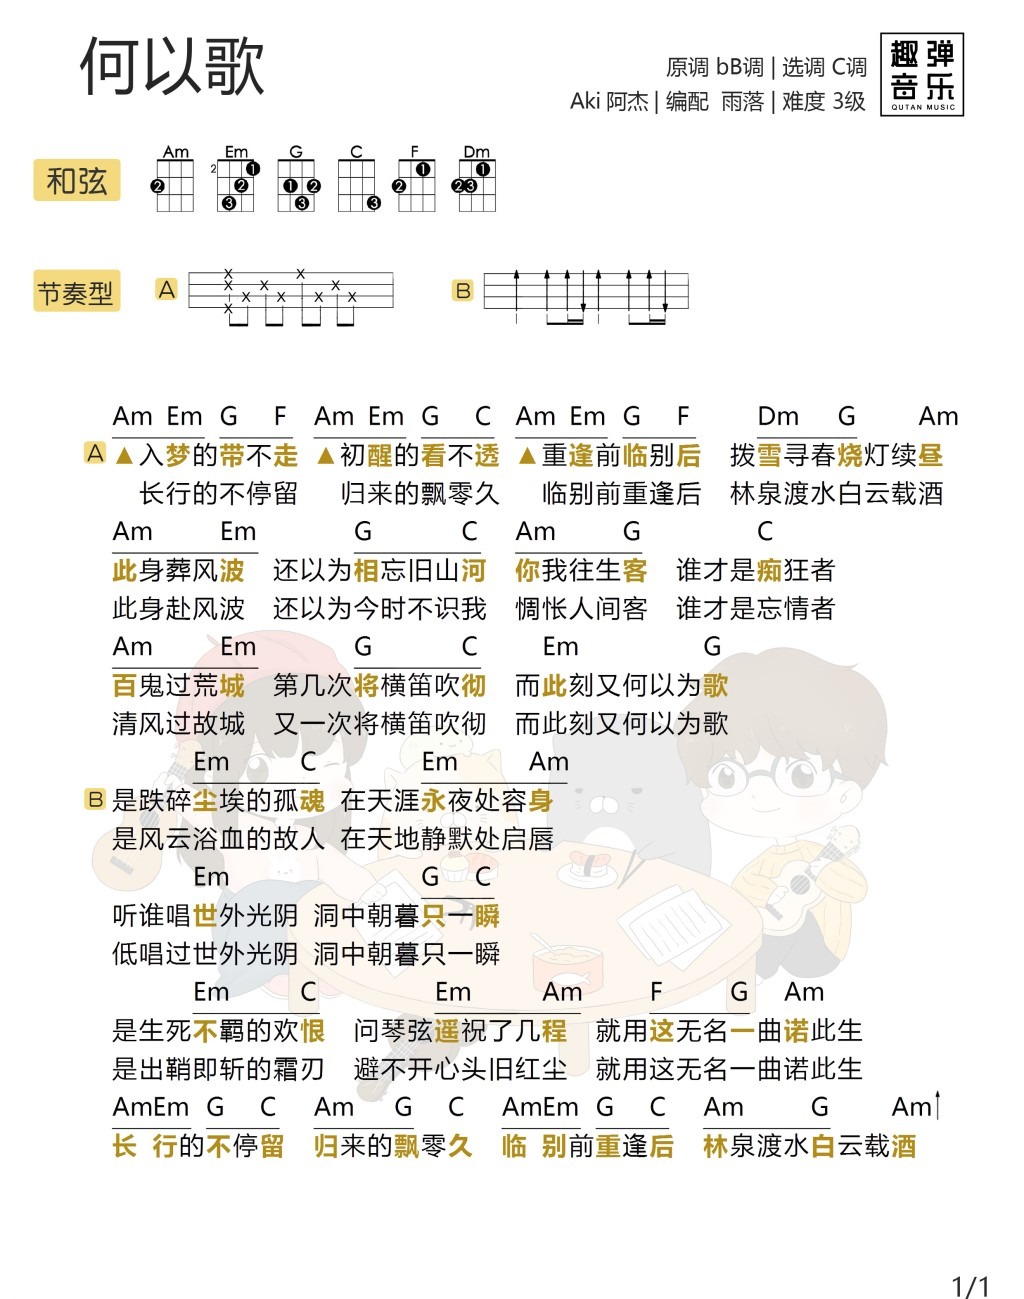 何以歌
原调 bB调 | 选调 C调
Aki 阿杰 | 编配 雨落 | 难度 3级
趣弹音乐
QUTAN MUSIC
和弦
Am Em G C F Dm
2
2 1 2 3 1 2 3 3 1 2 1 2 3
节奏型 A B
Am Em G F Am Em G C Am Em G F Dm G Am
A ▲入梦的带不走 ▲初醒的看不透 ▲重逢前临别后 拨雪寻春烧灯续昼
长行的不停留 归来的飘零久 临别前重逢后 林泉渡水白云载酒
Am Em G C Am G C
此身葬风波 还以为相忘旧山河 你我往生客 谁才是痴狂者
此身赴风波 还以为今时不识我 惆怅人间客 谁才是忘情者
Am Em G C Em G
百鬼过荒城 第几次将横笛吹彻 而此刻又何以为歌
清风过故城 又一次将横笛吹彻 而此刻又何以为歌
Em C Em Am
B 是跌碎尘埃的孤魂 在天涯永夜处容身
是风云浴血的故人 在天地静默处启唇
Em G C
听谁唱世外光阴 洞中朝暮只一瞬
低唱过世外光阴 洞中朝暮只一瞬
Em C Em Am F G Am
是生死不羁的欢恨 问琴弦遥祝了几程 就用这无名一曲诺此生
是出鞘即斩的霜刃 避不开心头旧红尘 就用这无名一曲诺此生
AmEm G C Am G C AmEm G C Am G Am
长 行的不停留 归来的飘零久 临 别前重逢后 林泉渡水白云载酒
1/1